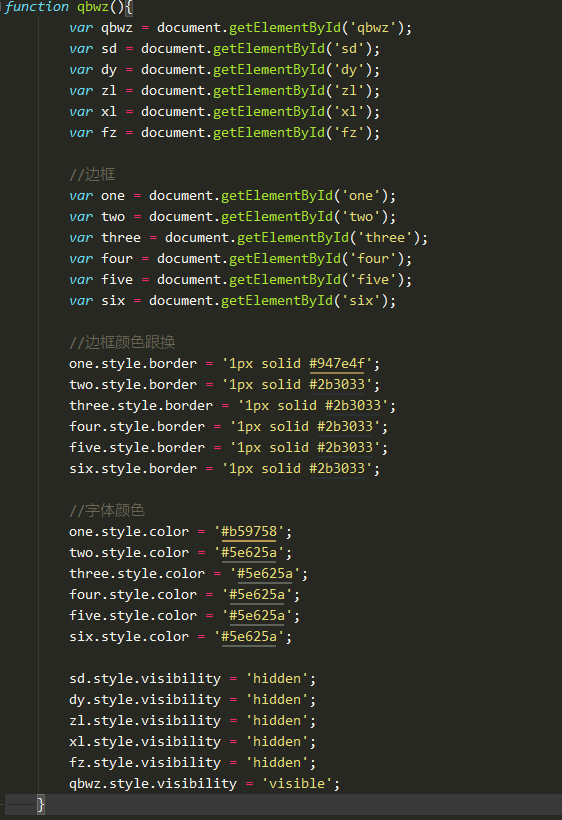 function qbwz(){
var qbwz = document.getElementById('qbwz');
var sd = document.getElementById('sd');
var dy = document.getElementById('dy');
var zl = document.getElementById('zl');
var xl = document.getElementById('xl');
var fz = document.getElementById('fz');
//边框
var one = document.getElementById('one');
var two = document.getElementById('two');
var three = document.getElementById('three');
var four = document.getElementById('four');
var five = document.getElementById('five');
var six = document.getElementById('six');
//边框颜色跟换
one.style.border = '1px solid #947e4f';
two.style.border = '1px solid #2b3033';
three.style.border = '1px solid #2b3033';
four.style.border = '1px solid #2b3033';
five.style.border = '1px solid #2b3033';
six.style.border = '1px solid #2b3033';
//字体颜色
one.style.color = '#b59758';
two.style.color = '#5e625a';
three.style.color = '#5e625a';
four.style.color = '#5e625a';
five.style.color = '#5e625a';
six.style.color = '#5e625a';
sd.style.visibility = 'hidden';
dy.style.visibility = 'hidden';
zl.style.visibility = 'hidden';
xl.style.visibility = 'hidden';
fz.style.visibility = 'hidden';
qbwz.style.visibility = 'visible';
}